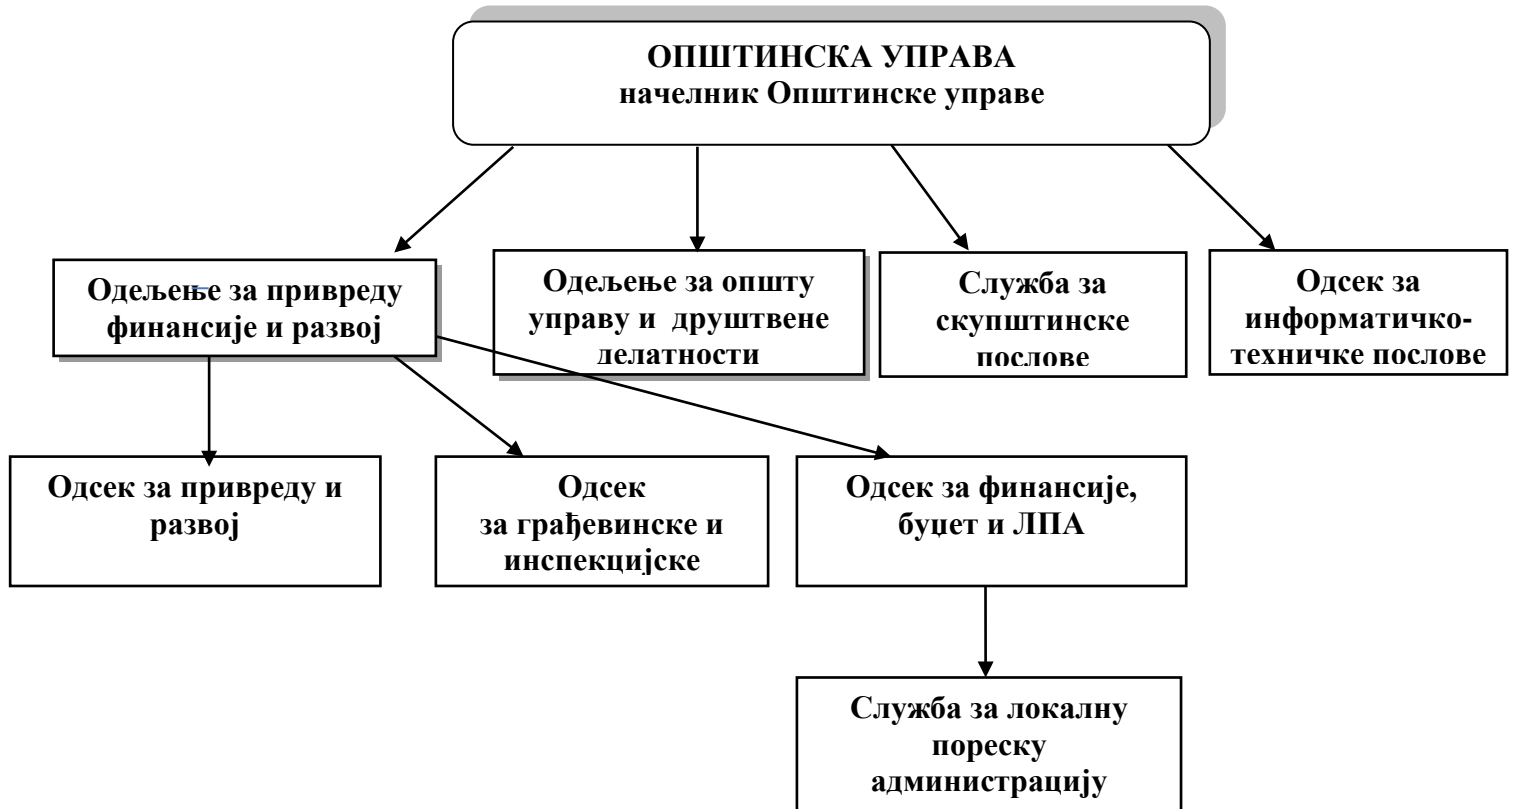 ОПШТИНСКА УПРАВА
начелник Општинске управе
Одељење за привреду
финансије и развој
Одељење за општу
управу и друштвене
делатности
Служба за
скупштинске
послове
Одсек за
информатичко-
техничке послове
Одсек за привреду и
развој
Одсек
за грађевинске и
инспекцијске
Одсек за финансије,
буџет и ЛПА
Служба за локалну
пореску
администрацију